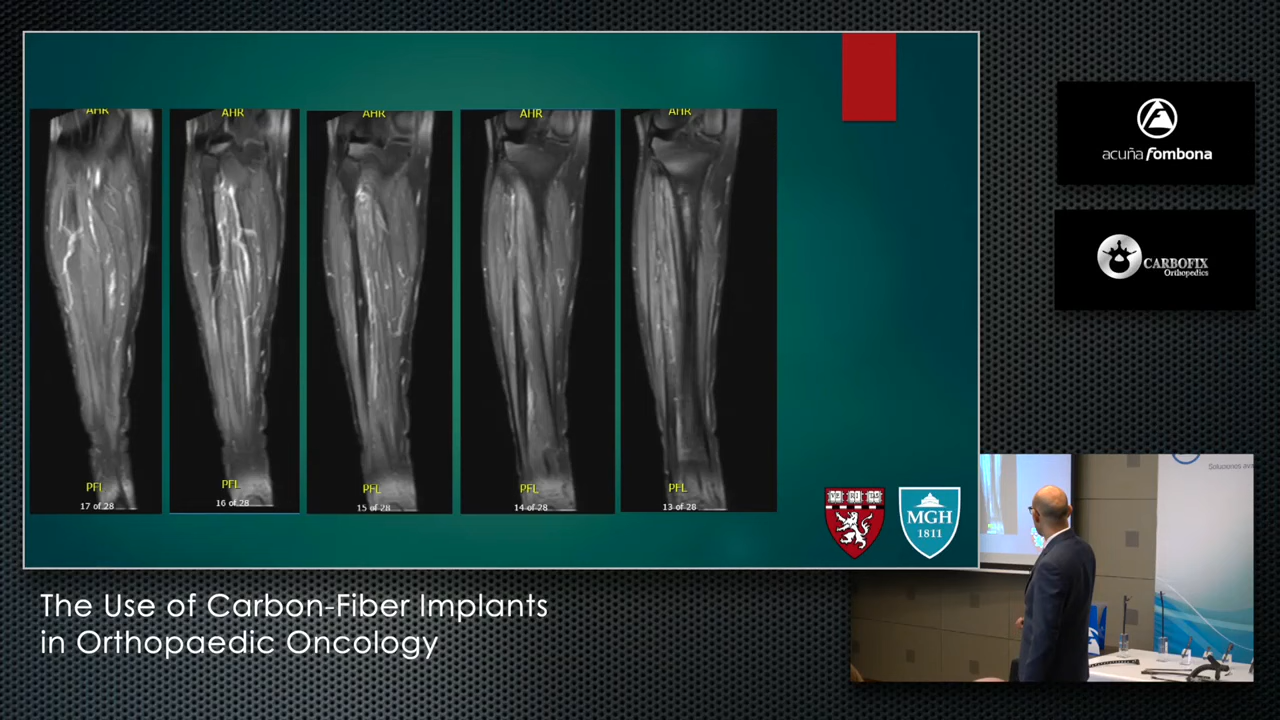 AHR
AHR
AHR
AHR
AHR
PFL
PFL
PFL
PFL
PFL
17 of 28
16 of 28
15 of 28
14 of 28
13 of 28
MGH
1811
acuña fombona
CARBOFIX
Orthopedics
The Use of Carbon-Fiber Implants
in Orthopaedic Oncology